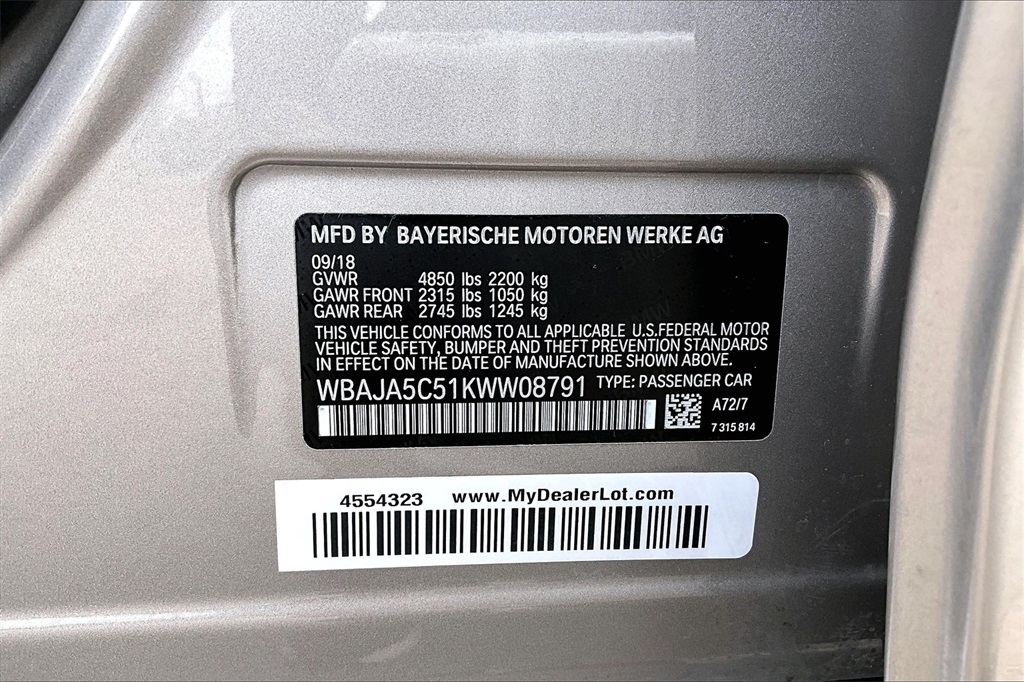 MFD BY BAYERISCHE MOTOREN WERKE AG
09/18
GVWR 4850 lbs 2200 kg
GAWR FRONT 2315 lbs 1050 kg
GAWR REAR 2745 lbs 1245 kg
THIS VEHICLE CONFORMS TO ALL APPLICABLE U.S.FEDERAL MOTOR
VEHICLE SAFETY, BUMPER AND THEFT PREVENTION STANDARDS
IN EFFECT ON THE DATE OF MANUFACTURE SHOWN ABOVE.
WBAJA5C51KWW08791 TYPE: PASSENGER CAR
A72/7
7 315 814
4554323 www.MyDealerLot.com